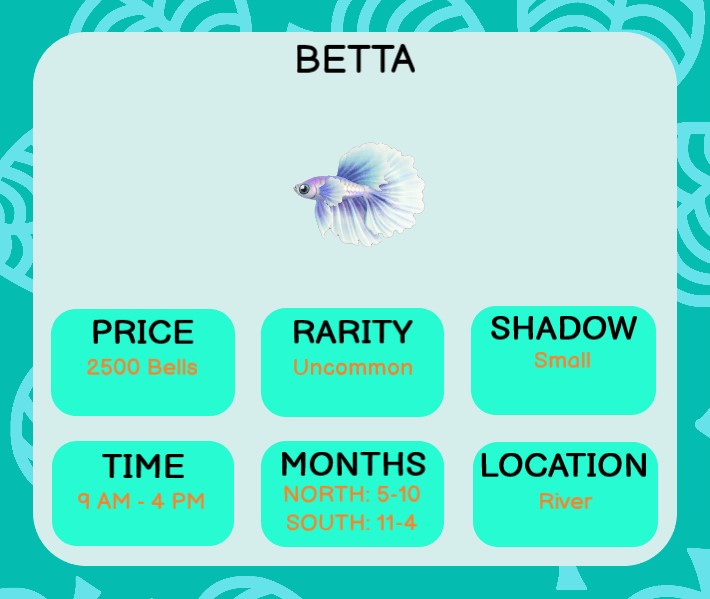 BETTA
PRICE
2500 Bells
RARITY
Uncommon
SHADOW
Small
TIME
9 AM - 4 PM
MONTHS
NORTH: 5-10
SOUTH: 11-4
LOCATION
River